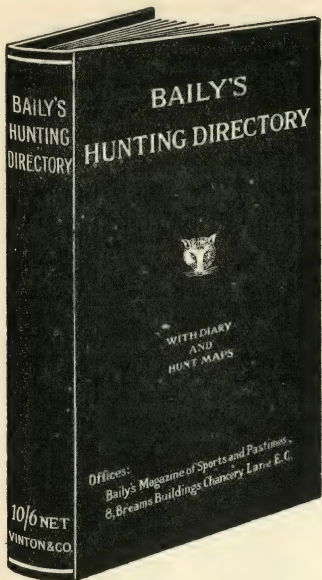 BAILY'S
HUNTING
DIRECTORY
10/6 NET
VINTON & CO.
BAILY'S
HUNTING DIRECTORY
WITH DIARY
AND
HUNT MAPS
Offices:
Baily's Magazine of Sports and Pastimes.
8, Breams Buildings Chancery Lane E.C.